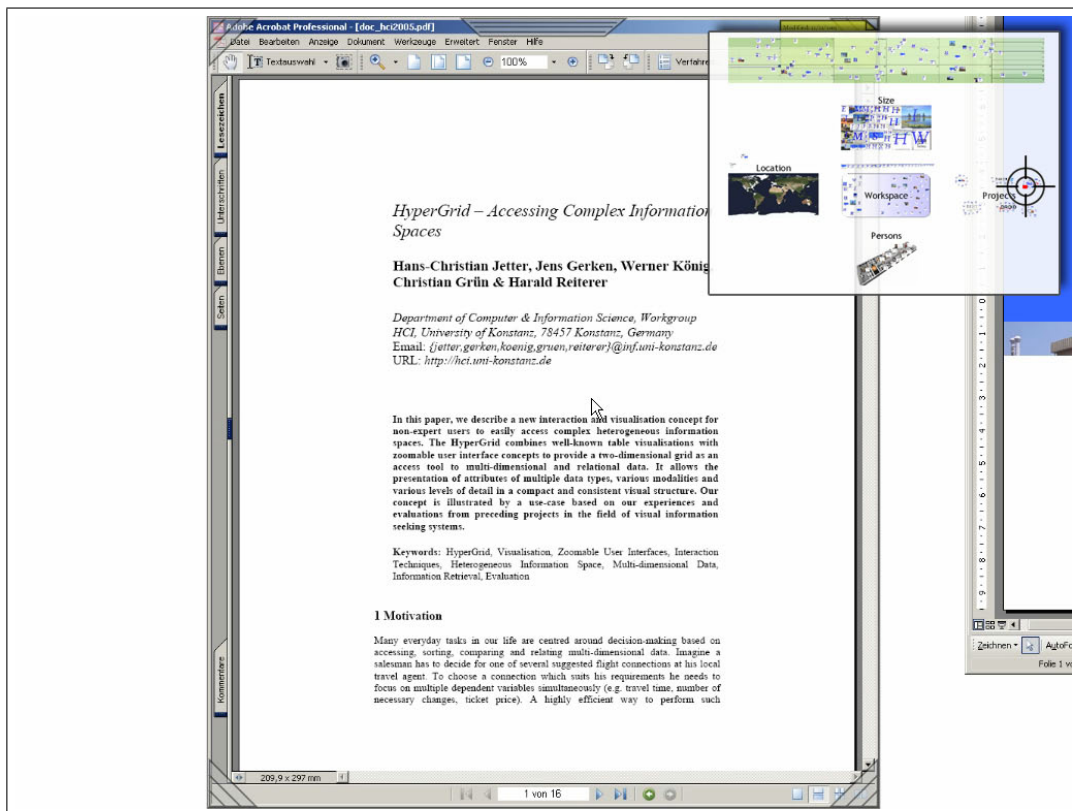 Adobe Acrobat Professional - [doc_hci2005.pdf]
Datei Bearbeiten Anzeige Dokument Werkzeuge Erweitert Fenster Hilfe
Textauswahl 100% Verfahre
Lesezeichen
Unterschriften
Ebenen
Seiten
Kommentare
HyperGrid – Accessing Complex Information
Spaces
Hans-Christian Jetter, Jens Gerken, Werner König
Christian Grün & Harald Reiterer
Department of Computer & Information Science, Workgroup
HCI, University of Konstanz, 78457 Konstanz, Germany
Email: {jetter,gerken,koenig,gruen,reiterer}@inf.uni-konstanz.de
URL: http://hci.uni-konstanz.de
In this paper, we describe a new interaction and visualisation concept for
non-expert users to easily access complex heterogeneous information
spaces. The HyperGrid combines well-known table visualisations with
zoomable user interface concepts to provide a two-dimensional grid as an
access tool to multi-dimensional and relational data. It allows the
presentation of attributes of multiple data types, various modalities and
various levels of detail in a compact and consistent visual structure. Our
concept is illustrated by a use-case based on our experiences and
evaluations from preceding projects in the field of visual information
seeking systems.
Keywords: HyperGrid, Visualisation, Zoomable User Interfaces, Interaction
Techniques, Heterogeneous Information Space, Multi-dimensional Data,
Information Retrieval, Evaluation
1 Motivation
Many everyday tasks in our life are centred around decision-making based on
accessing, sorting, comparing and relating multi-dimensional data. Imagine a
salesman has to decide for one of several suggested flight connections at his local
travel agent. To choose a connection which suits his requirements he needs to
focus on multiple dependent variables simultaneously (e.g. travel time, number of
necessary changes, ticket price). A highly efficient way to perform such
209,9 x 297 mm
1 von 16
Size
Location
Workspace
Projects
Persons
Zeichnen AutoFo
Folie 1 vo